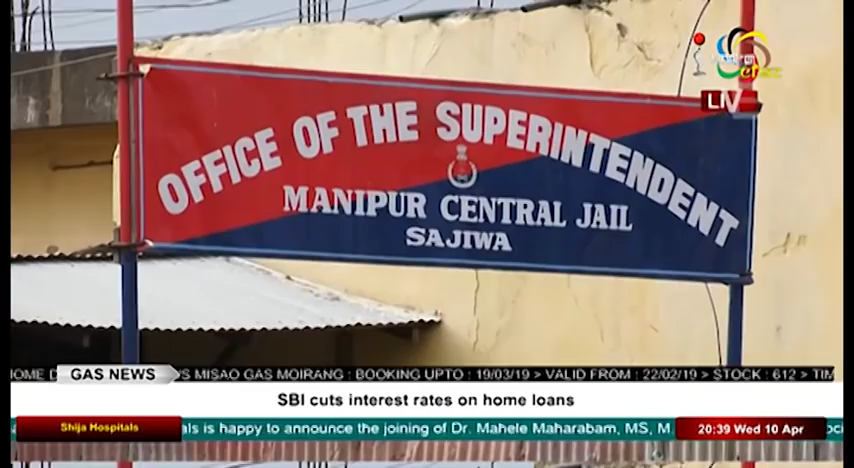 LIV
OFFICE OF THE SUPERINTENDENT
MANIPUR CENTRAL JAIL
SAJIWA
GAS NEWS
MISAO GAS MOIRANG : BOOKING UPTO : 19/03/19 > VALID FROM : 22/02/19 > STOCK : 612 >
SBI cuts interest rates on home loans
Shija Hospitals
is happy to announce the joining of Dr. Mahele Maharabam, MS, M
20:39 Wed 10 Apr